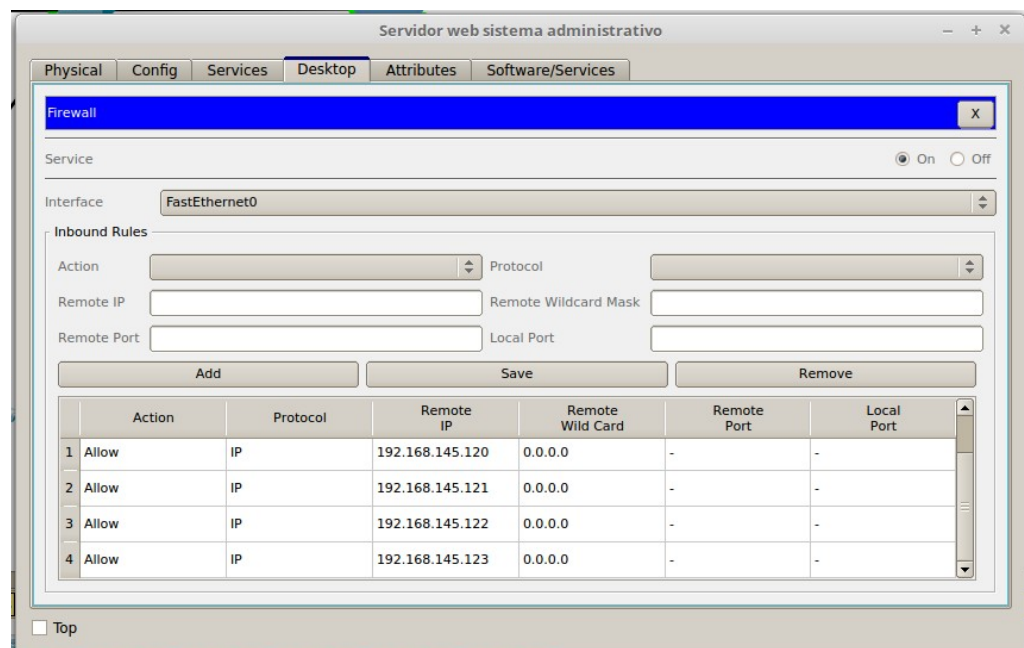 Servidor web sistema administrativo
Physical Config Services Desktop Attributes Software/Services
Firewall X
Service On Off
Interface FastEthernet0
Inbound Rules
Action Protocol
Remote IP Remote Wildcard Mask
Remote Port Local Port
Add Save Remove
Action Protocol Remote IP Remote Wild Card Remote Port Local Port
1 Allow IP 192.168.145.120 0.0.0.0 - -
2 Allow IP 192.168.145.121 0.0.0.0 - -
3 Allow IP 192.168.145.122 0.0.0.0 - -
4 Allow IP 192.168.145.123 0.0.0.0 - -
Top